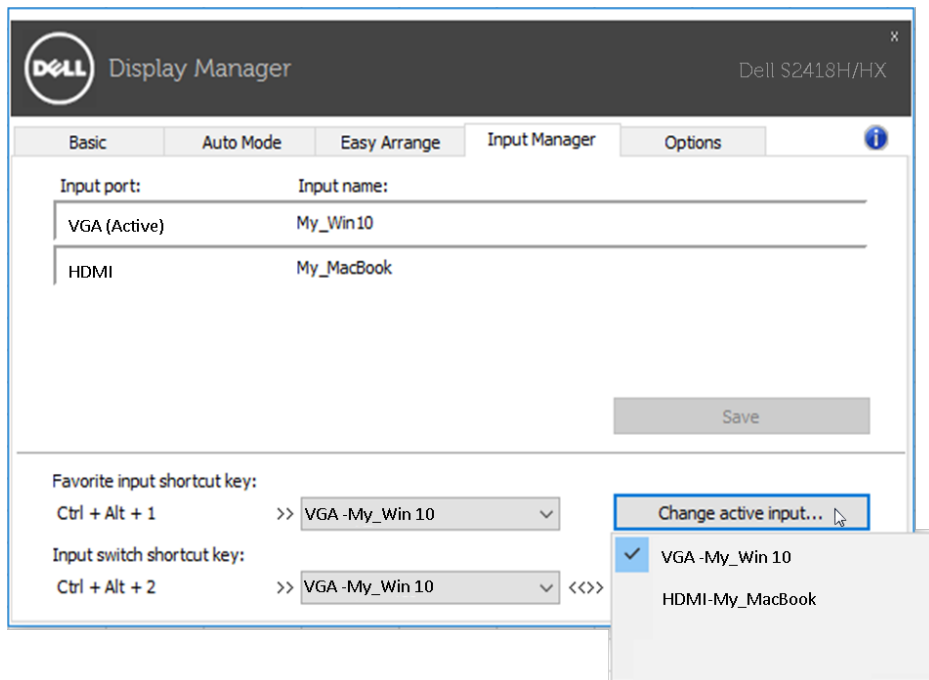 DELL Display Manager
x
Dell S2418H/HX
Basic Auto Mode Easy Arrange Input Manager Options i
Input port: Input name:
VGA (Active) My_Win10
HDMI My_MacBook
Save
Favorite input shortcut key:
Ctrl + Alt + 1 >> VGA -My_Win 10 Change active input...
Input switch shortcut key:
Ctrl + Alt + 2 >> VGA -My_Win 10 <<>>
VGA -My_Win 10
HDMI-My_MacBook